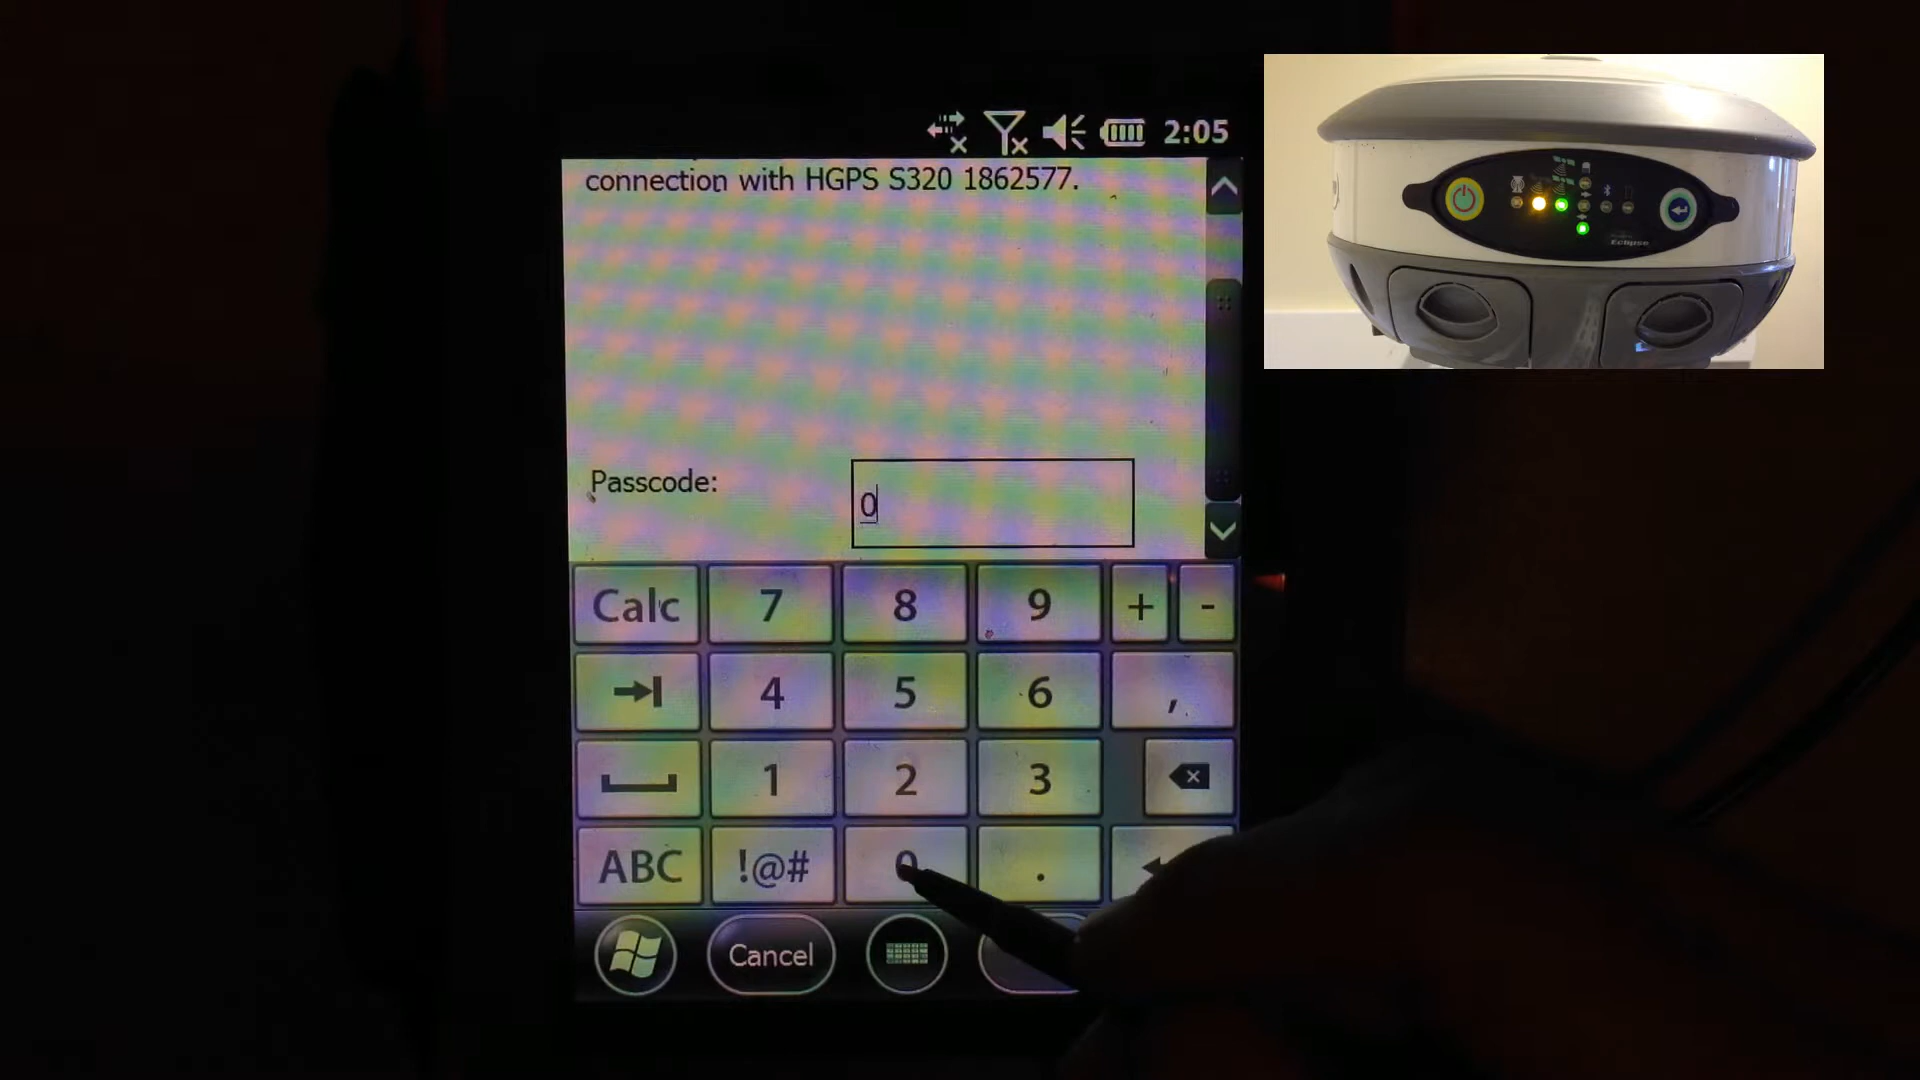 2:05
connection with HGPS S320 1862577.
Passcode:
0
Calc 7 8 9 + -
4 5 6 ,
1 2 3
ABC !@# 0 .
Cancel
Eclipse